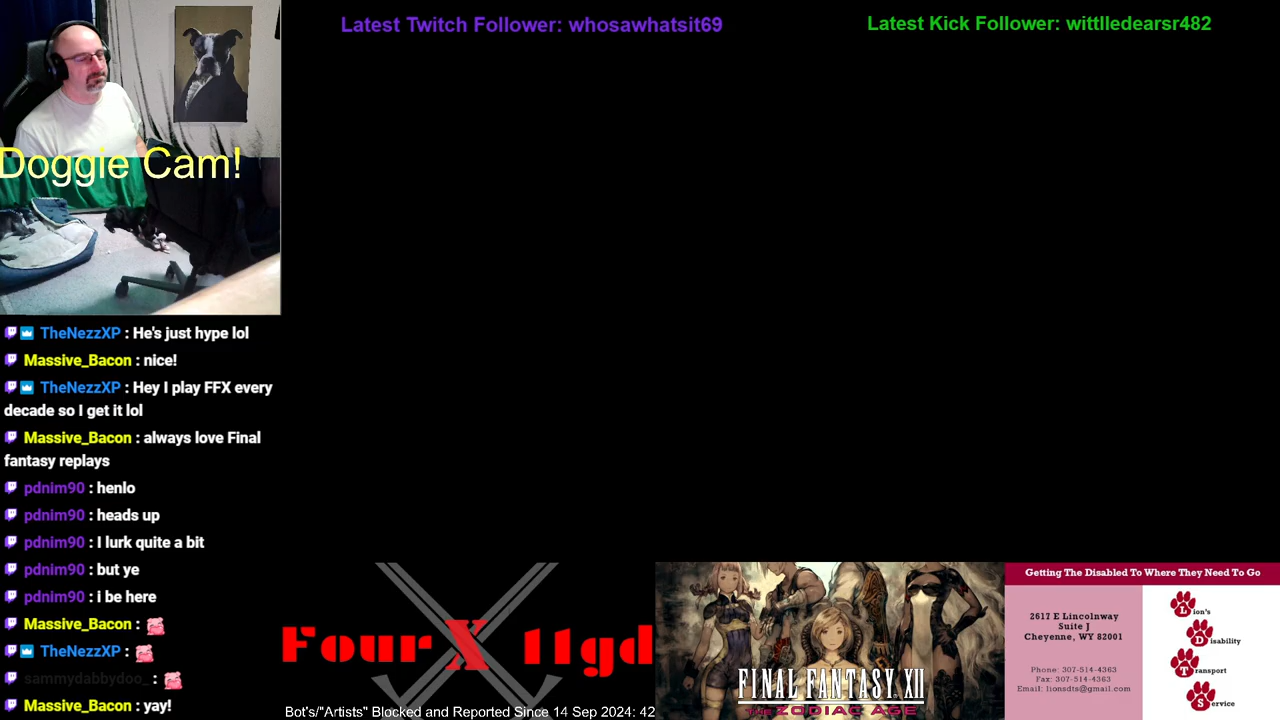 Latest Twitch Follower: whosawhatsit69
Latest Kick Follower: wittlledearsr482
Doggie Cam!
TheNezzXP : He's just hype lol
Massive_Bacon : nice!
TheNezzXP : Hey I play FFX every
decade so I get it lol
Massive_Bacon : always love Final
fantasy replays
pdnim90 : henlo
pdnim90 : heads up
pdnim90 : I lurk quite a bit
pdnim90 : but ye
pdnim90 : i be here
Massive_Bacon :
TheNezzXP :
sammydabbydoo_ :
Massive_Bacon : yay!
Four X 11gd
Bot's/"Artists" Blocked and Reported Since 14 Sep 2024: 42
FINAL FANTASY XII
THE ZODIAC AGE
Getting The Disabled To Where They Need To Go
2617 E Lincolnway
Suite J
Cheyenne, WY 82001
Phone: 307-514-4363
Fax: 307-514-4363
Email: lionsdts@gmail.com
Lion's
Disability
Transport
Service